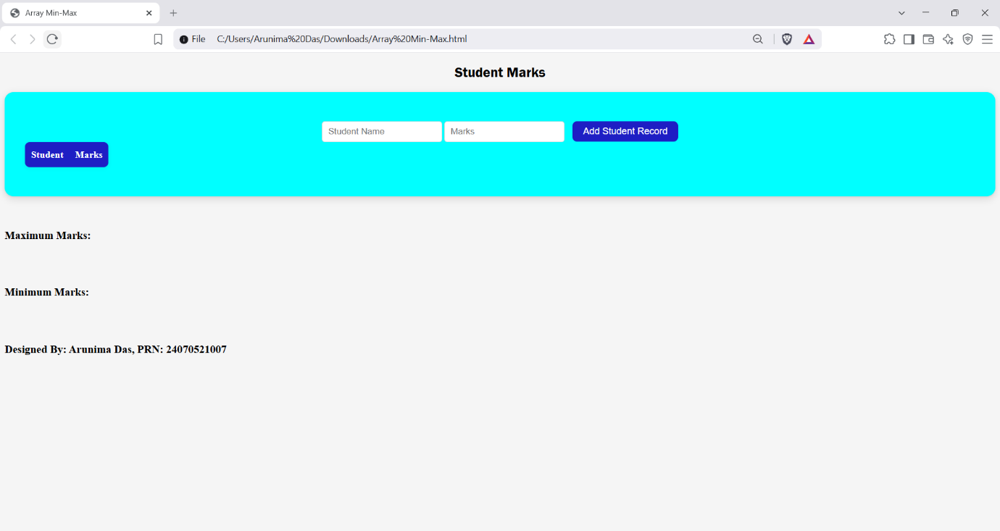 Array Min-Max
File C:/Users/Arunima%20Das/Downloads/Array%20Min-Max.html
Student Marks
Student Name Marks Add Student Record
Student Marks
Maximum Marks:
Minimum Marks:
Designed By: Arunima Das, PRN: 24070521007